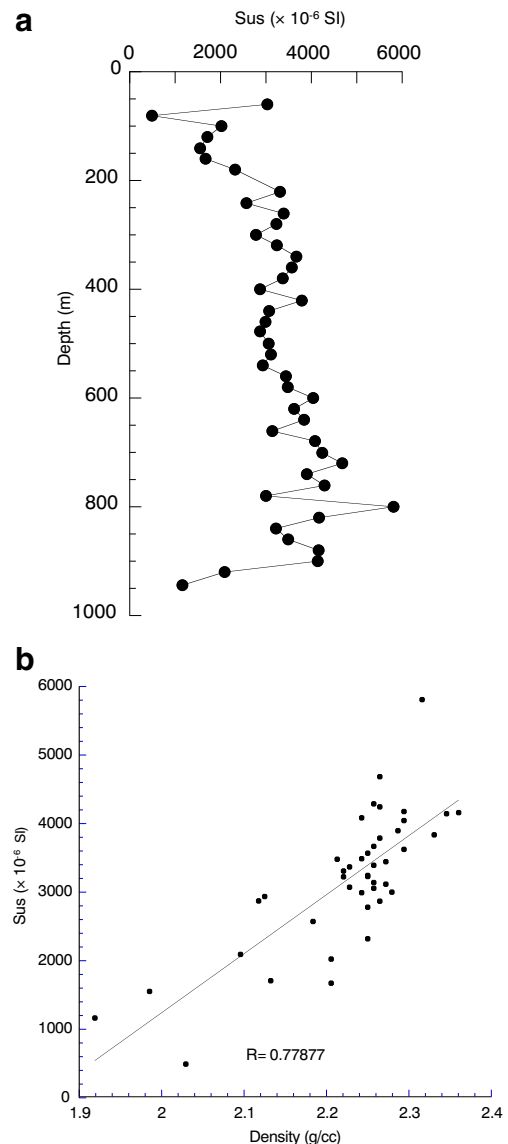 a
Sus (× 10⁻⁶ SI)
0 2000 4000 6000
0
200
400
600
800
1000
Depth (m)
b
6000
5000
4000
3000
2000
1000
0
Sus (× 10⁻⁶ SI)
R= 0.77877
1.9 2 2.1 2.2 2.3 2.4
Density (g/cc)